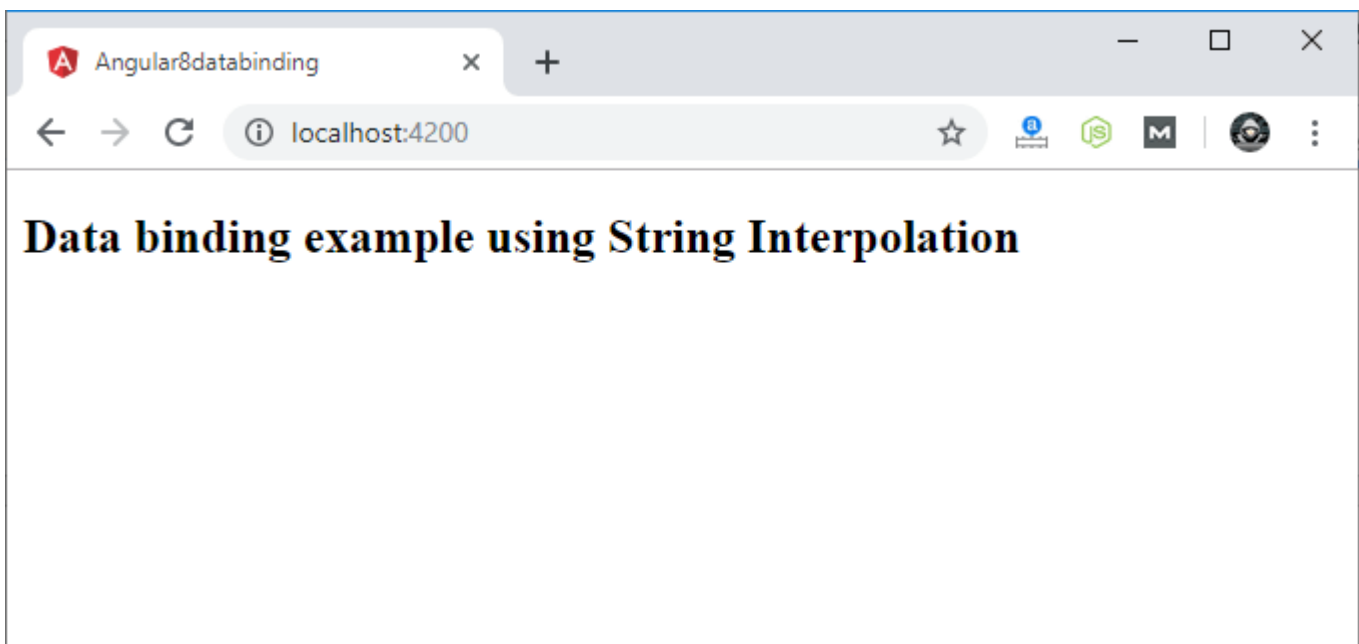 Angular8databinding
localhost:4200
Data binding example using String Interpolation